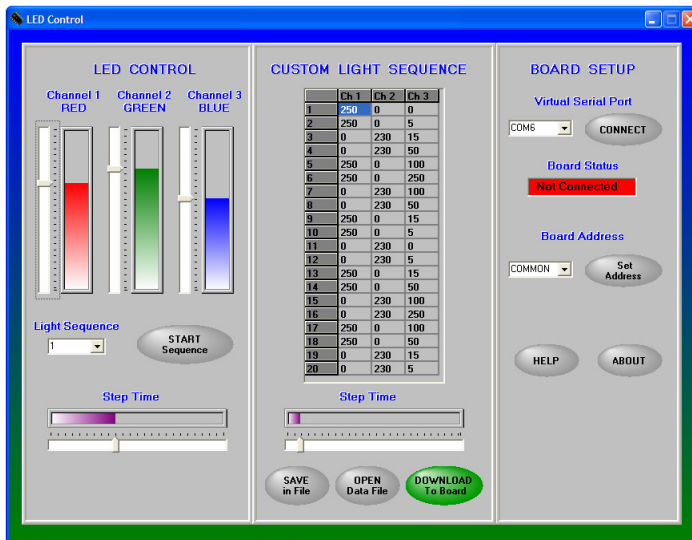 LED Control
LED CONTROL
Channel 1 Channel 2 Channel 3
RED GREEN BLUE
Light Sequence
1
START
Sequence
Step Time
CUSTOM LIGHT SEQUENCE
Ch 1 Ch 2 Ch 3
1 250 0 0
2 250 0 5
3 0 230 15
4 0 230 50
5 250 0 100
6 250 0 250
7 0 230 100
8 0 230 50
9 250 0 15
10 250 0 5
11 0 230 0
12 0 230 5
13 250 0 15
14 250 0 50
15 0 230 100
16 0 230 250
17 250 0 100
18 250 0 50
19 0 230 15
20 0 230 5
Step Time
SAVE
in File
OPEN
Data File
DOWNLOAD
To Board
BOARD SETUP
Virtual Serial Port
COM6 CONNECT
Board Status
Not Connected
Board Address
COMMON
Set
Address
HELP ABOUT